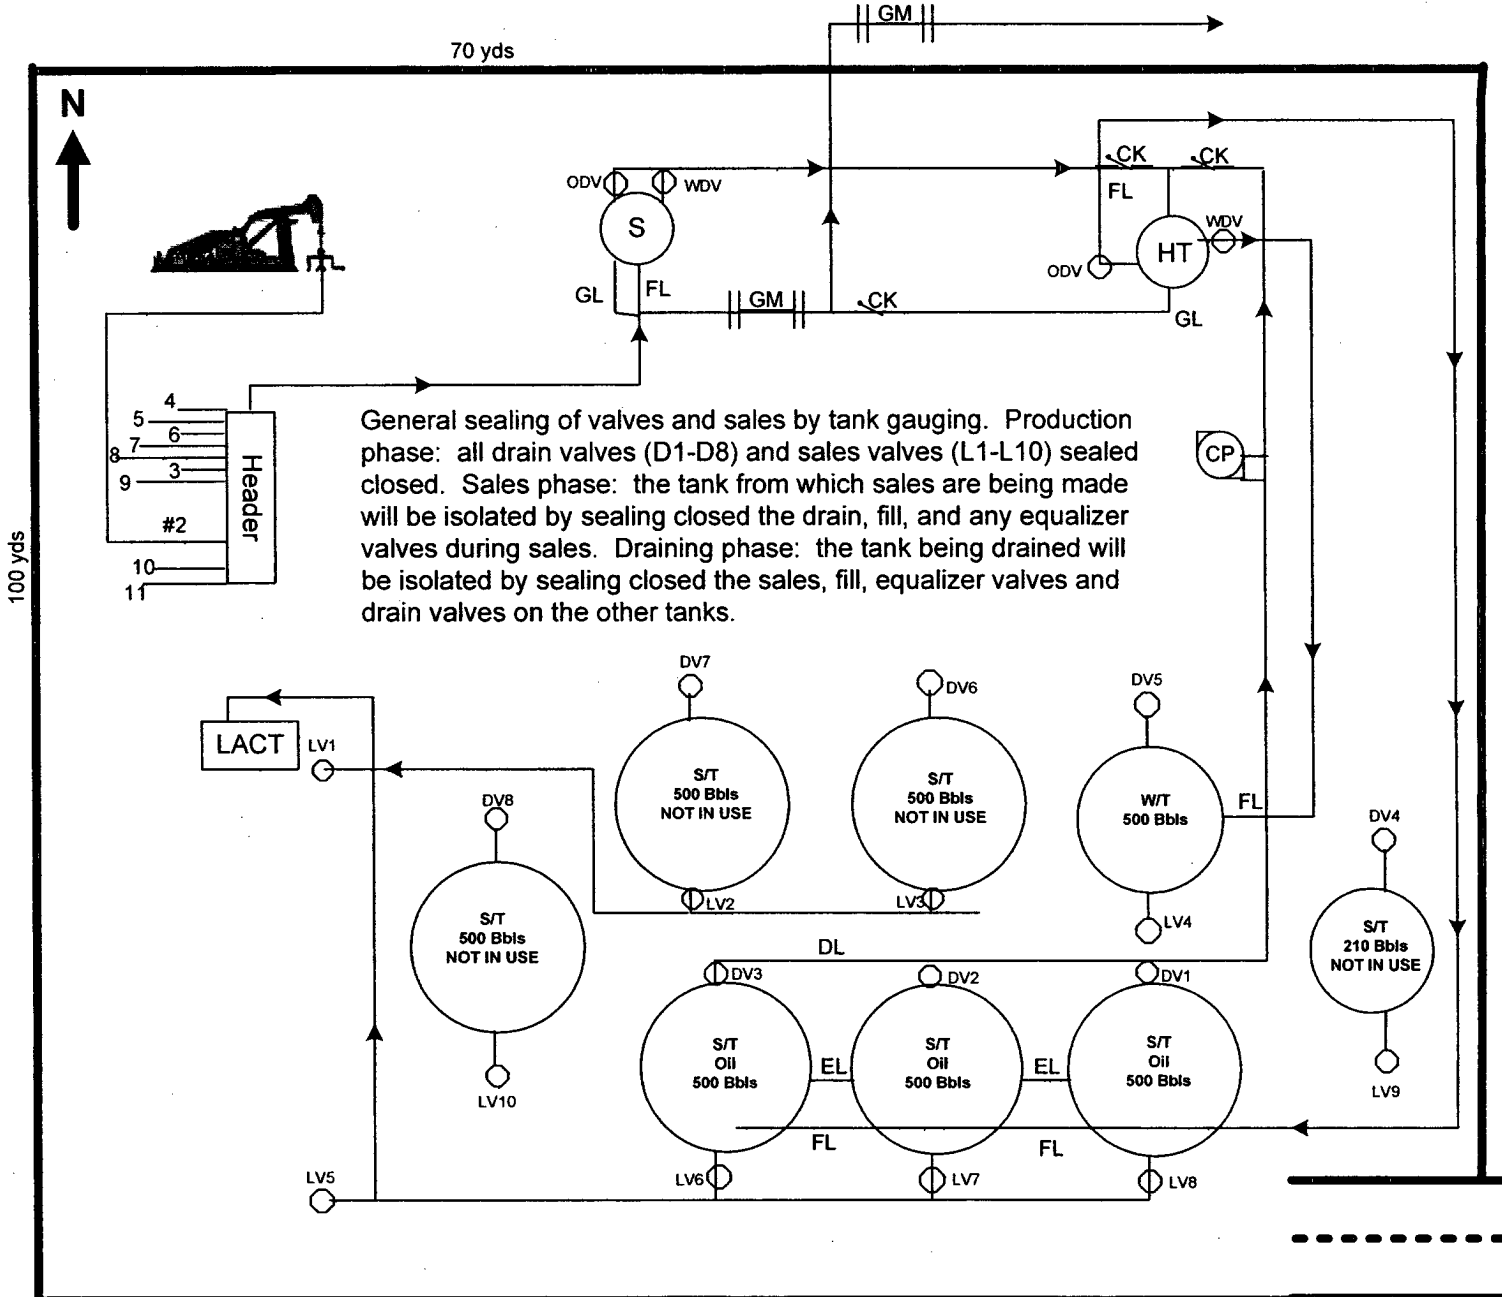 GM
70 yds
N
CK
CK
ODV
WDV
FL
S
WDV
HT
ODV
GL
FL
GM
CK
GL
4
5
6
7
8
3
9
#2
10
11
Header
100 yds
General sealing of valves and sales by tank gauging. Production
phase: all drain valves (D1-D8) and sales valves (L1-L10) sealed
closed. Sales phase: the tank from which sales are being made
will be isolated by sealing closed the drain, fill, and any equalizer
valves during sales. Draining phase: the tank being drained will
be isolated by sealing closed the sales, fill, equalizer valves and
drain valves on the other tanks.
CP
DV7
DV6
DV5
LACT
LV1
S/T
500 Bbls
NOT IN USE
S/T
500 Bbls
NOT IN USE
W/T
500 Bbls
FL
DV8
DV4
LV2
LV3
LV4
S/T
500 Bbls
NOT IN USE
S/T
210 Bbls
NOT IN USE
DL
DV3
DV2
DV1
S/T
Oil
500 Bbls
EL
S/T
Oil
500 Bbls
EL
S/T
Oil
500 Bbls
LV10
LV9
FL
FL
LV5
LV6
LV7
LV8